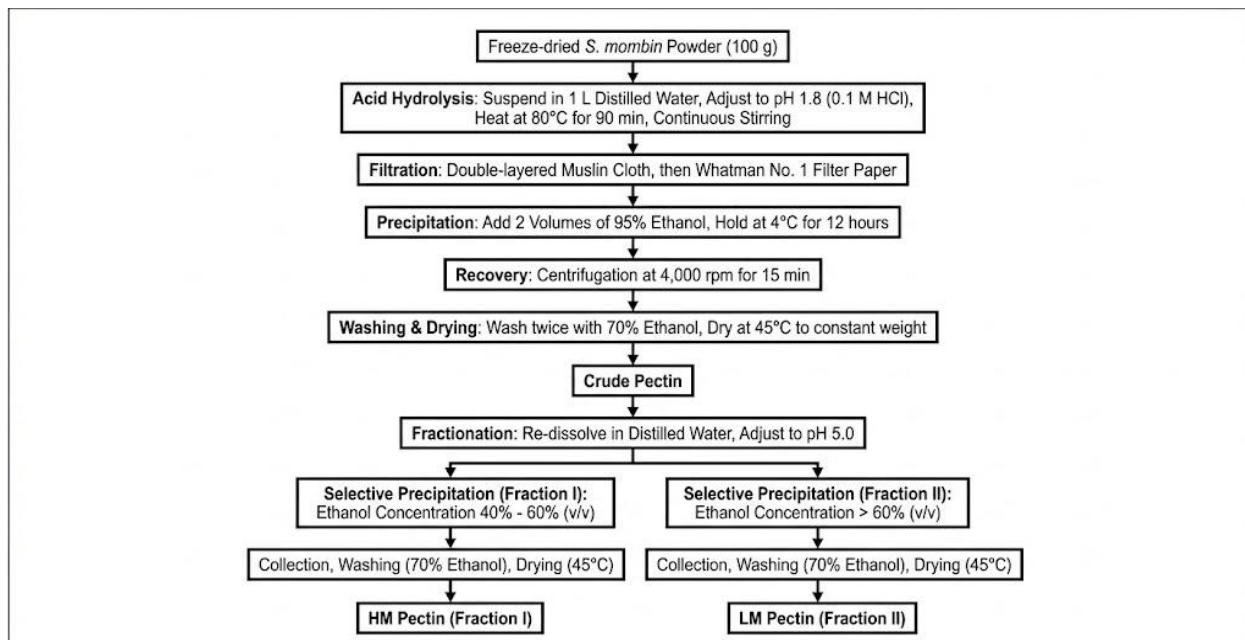 Freeze-dried S. mombin Powder (100 g)
Acid Hydrolysis: Suspend in 1 L Distilled Water, Adjust to pH 1.8 (0.1 M HCl),
Heat at 80°C for 90 min, Continuous Stirring
Filtration: Double-layered Muslin Cloth, then Whatman No. 1 Filter Paper
Precipitation: Add 2 Volumes of 95% Ethanol, Hold at 4°C for 12 hours
Recovery: Centrifugation at 4,000 rpm for 15 min
Washing & Drying: Wash twice with 70% Ethanol, Dry at 45°C to constant weight
Crude Pectin
Fractionation: Re-dissolve in Distilled Water, Adjust to pH 5.0
Selective Precipitation (Fraction I):
Ethanol Concentration 40% - 60% (v/v)
Selective Precipitation (Fraction II):
Ethanol Concentration > 60% (v/v)
Collection, Washing (70% Ethanol), Drying (45°C)
Collection, Washing (70% Ethanol), Drying (45°C)
HM Pectin (Fraction I)
LM Pectin (Fraction II)